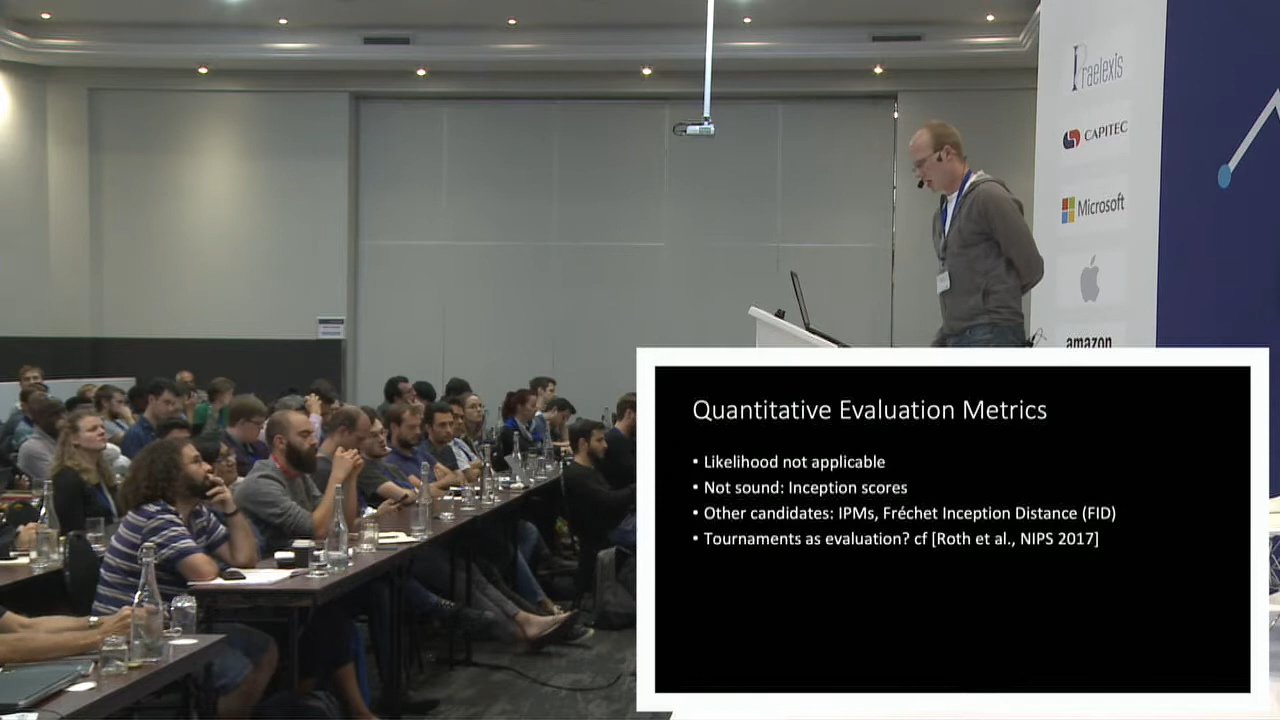 Praelexis
CAPITEC
Microsoft
amazon
Quantitative Evaluation Metrics
• Likelihood not applicable
• Not sound: Inception scores
• Other candidates: IPMs, Fréchet Inception Distance (FID)
• Tournaments as evaluation? cf [Roth et al., NIPS 2017]